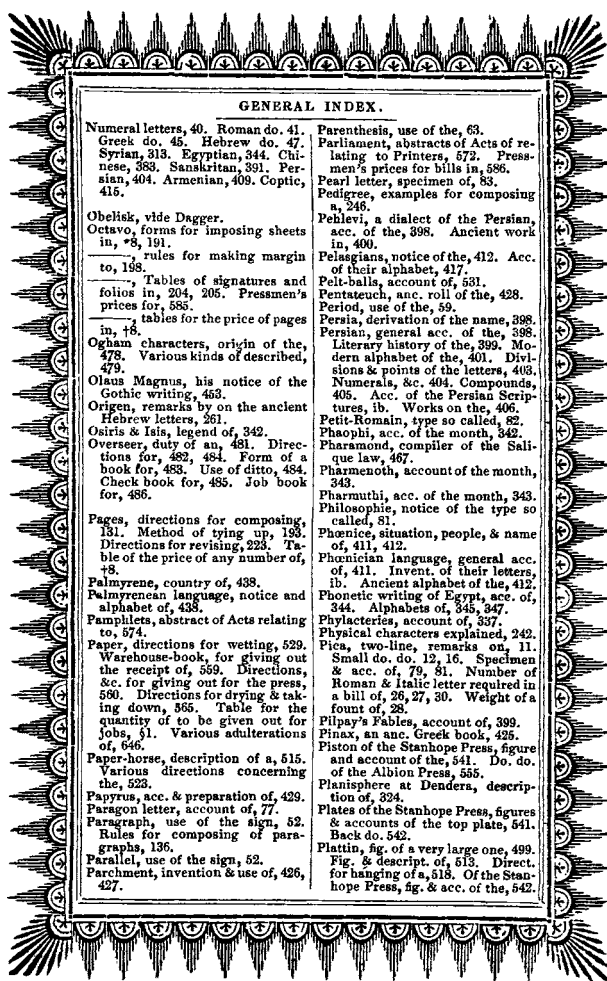 GENERAL INDEX.
Numeral letters, 40. Roman do. 41.
Greek do. 45. Hebrew do. 47.
Syrian, 313. Egyptian, 344. Chi-
nese, 383. Sanskritan, 391. Per-
sian, 404. Armenian, 409. Coptic,
415.
Obelisk, vide Dagger.
Octavo, forms for imposing sheets
in, *8, 191.
———, rules for making margin
to, 198.
———, Tables of signatures and
folios in, 204, 205. Pressmen's
prices for, 585.
———, tables for the price of pages
in, †8.
Ogham characters, origin of the,
478. Various kinds of described,
479.
Olaus Magnus, his notice of the
Gothic writing, 453.
Origen, remarks by on the ancient
Hebrew letters, 261.
Osiris & Isis, legend of, 342.
Overseer, duty of an, 481. Direc-
tions for, 482, 484. Form of a
book for, 483. Use of ditto, 484.
Check book for, 485. Job book
for, 486.
Pages, directions for composing,
131. Method of tying up, 193.
Directions for revising, 223. Ta-
ble of the price of any number of,
†8.
Palmyrene, country of, 438.
Palmyrenean language, notice and
alphabet of, 438.
Pamphlets, abstract of Acts relating
to, 574.
Paper, directions for wetting, 529.
Warehouse-book, for giving out
the receipt of, 559. Directions,
&c. for giving out for the press,
560. Directions for drying & tak-
ing down, 565. Table for the
quantity of to be given out for
jobs, §1. Various adulterations
of, 646.
Paper-horse, description of a, 515.
Various directions concerning
the, 523.
Papyrus, acc. & preparation of, 429.
Paragon letter, account of, 77.
Paragraph, use of the sign, 52.
Rules for composing of para-
graphs, 136.
Parallel, use of the sign, 52.
Parchment, invention & use of, 426,
427.
Parenthesis, use of the, 63.
Parliament, abstracts of Acts of re-
lating to Printers, 572. Press-
men's prices for bills in, 586.
Pearl letter, specimen of, 83.
Pedigree, examples for composing
a, 246.
Pehlevi, a dialect of the Persian,
acc. of the, 398. Ancient work
in, 400.
Pelasgians, notice of the, 412. Acc.
of their alphabet, 417.
Pelt-balls, account of, 531.
Pentateuch, anc. roll of the, 428.
Period, use of the, 59.
Persia, derivation of the name, 398.
Persian, general acc. of the, 398.
Literary history of the, 399. Mo-
dern alphabet of the, 401. Divi-
sions & points of the letters, 403.
Numerals, &c. 404. Compounds,
405. Acc. of the Persian Scrip-
tures, ib. Works on the, 406.
Petit-Romain, type so called, 82.
Phaophi, acc. of the month, 342.
Pharamond, compiler of the Sali-
que law, 467.
Pharmenoth, account of the month,
343.
Pharmuthi, acc. of the month, 343.
Philosophie, notice of the type so
called, 81.
Phœnice, situation, people, & name
of, 411, 412.
Phœnician language, general acc.
of, 411. Invent. of their letters,
ib. Ancient alphabet of the, 412.
Phonetic writing of Egypt, acc. of,
344. Alphabets of, 345, 347.
Phylacteries, account of, 337.
Physical characters explained, 242.
Pica, two-line, remarks on, 11.
Small do. do. 12, 16. Specimen
& acc. of, 79, 81. Number of
Roman & Italic letter required in
a bill of, 26, 27, 30. Weight of a
fount of, 28.
Pilpay's Fables, account of, 399.
Pinax, an anc. Greek book, 425.
Piston of the Stanhope Press, figure
and account of the, 541. Do. do.
of the Albion Press, 555.
Planisphere at Dendera, descrip-
tion of, 324.
Plates of the Stanhope Press, figures
& accounts of the top plate, 541.
Back do. 542.
Plattin, fig. of a very large one, 499.
Fig. & descript. of, 513. Direct.
for hanging of a, 518. Of the Stan-
hope Press, fig. & acc. of the, 542.